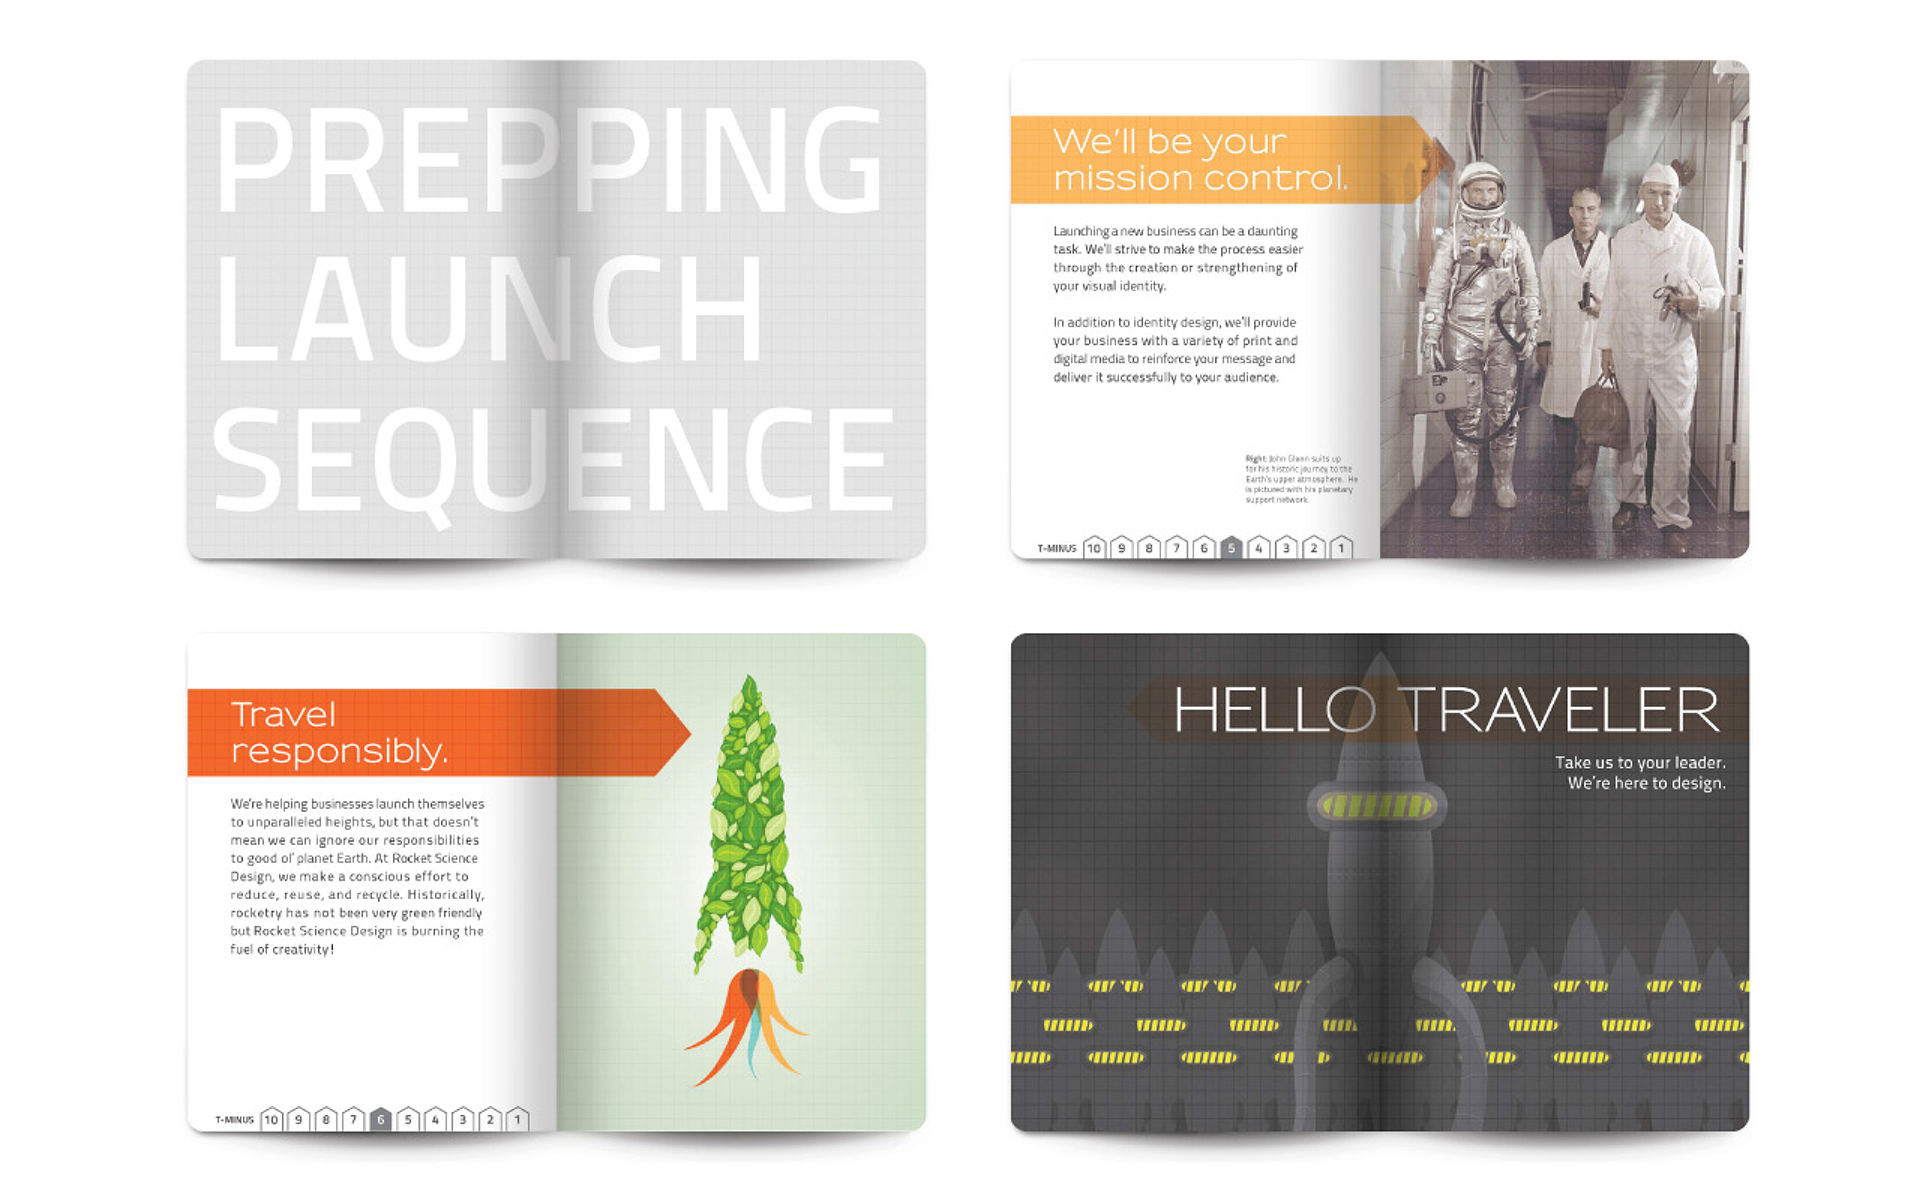 PREPPING
LAUNCH
SEQUENCE
We'll be your
mission control.
Launching a new business can be a daunting
task. We'll strive to make the process easier
through the creation or strengthening of
your visual identity.
In addition to identity design, we'll provide
your business with a variety of print and
digital media to reinforce your message and
deliver it successfully to your audience.
Right: John Glenn suits up
for his historic journey to the
Earth's upper atmosphere. He
is pictured with his planetary
support network.
T-MINUS 10 9 8 7 6 5 4 3 2 1
Travel
responsibly.
We're helping businesses launch themselves
to unparalleled heights, but that doesn't
mean we can ignore our responsibilities
to good ol' planet Earth. At Rocket Science
Design, we make a conscious effort to
reduce, reuse, and recycle. Historically,
rocketry has not been very green friendly
but Rocket Science Design is burning the
fuel of creativity!
T-MINUS 10 9 8 7 6 5 4 3 2 1
HELLO TRAVELER
Take us to your leader.
We're here to design.